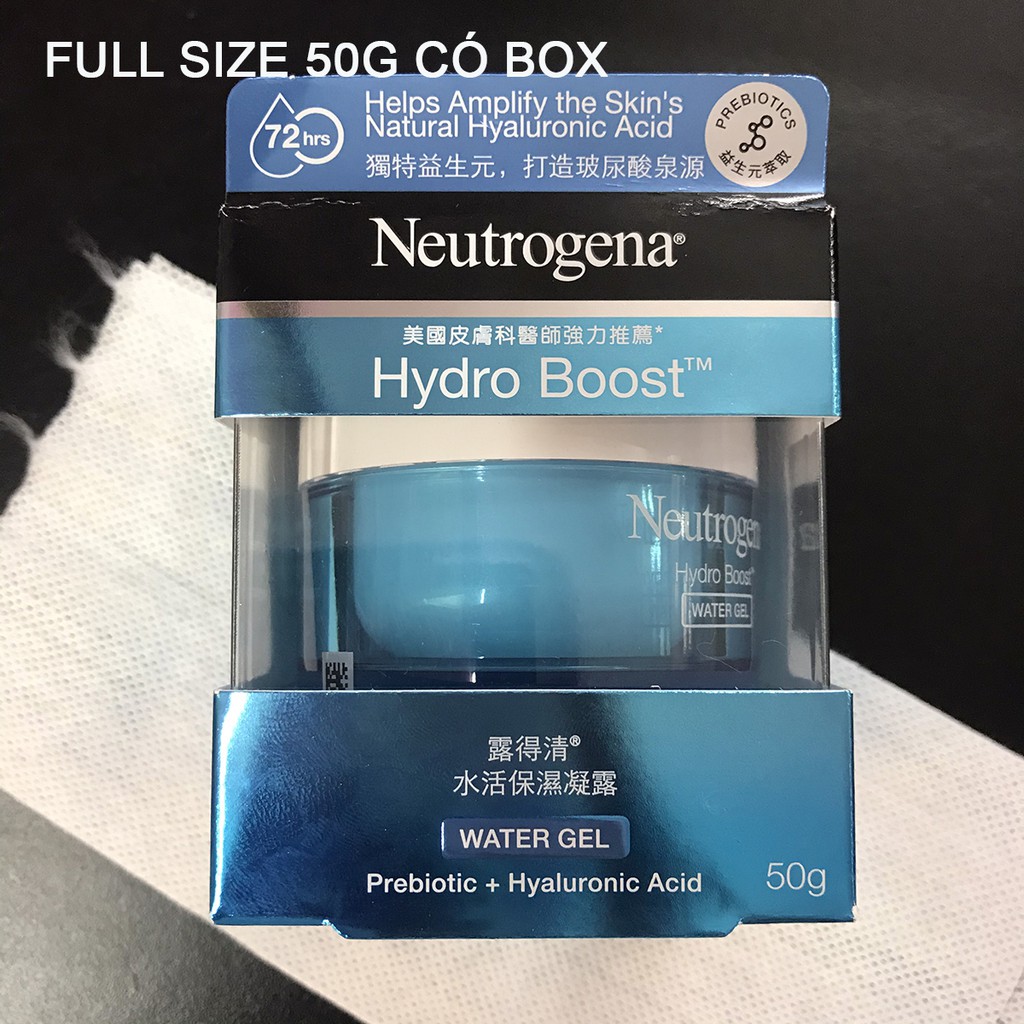 FULL SIZE 50G CÓ BOX
72hrs
Helps Amplify the Skin's
Natural Hyaluronic Acid
獨特益生元，打造玻尿酸泉源
PREBIOTICS
益生元萃取
Neutrogena®
美國皮膚科醫師強力推薦*
Hydro Boost™
Neutrogena
Hydro Boost™
WATER GEL
露得清®
水活保濕凝露
WATER GEL
Prebiotic + Hyaluronic Acid
50g